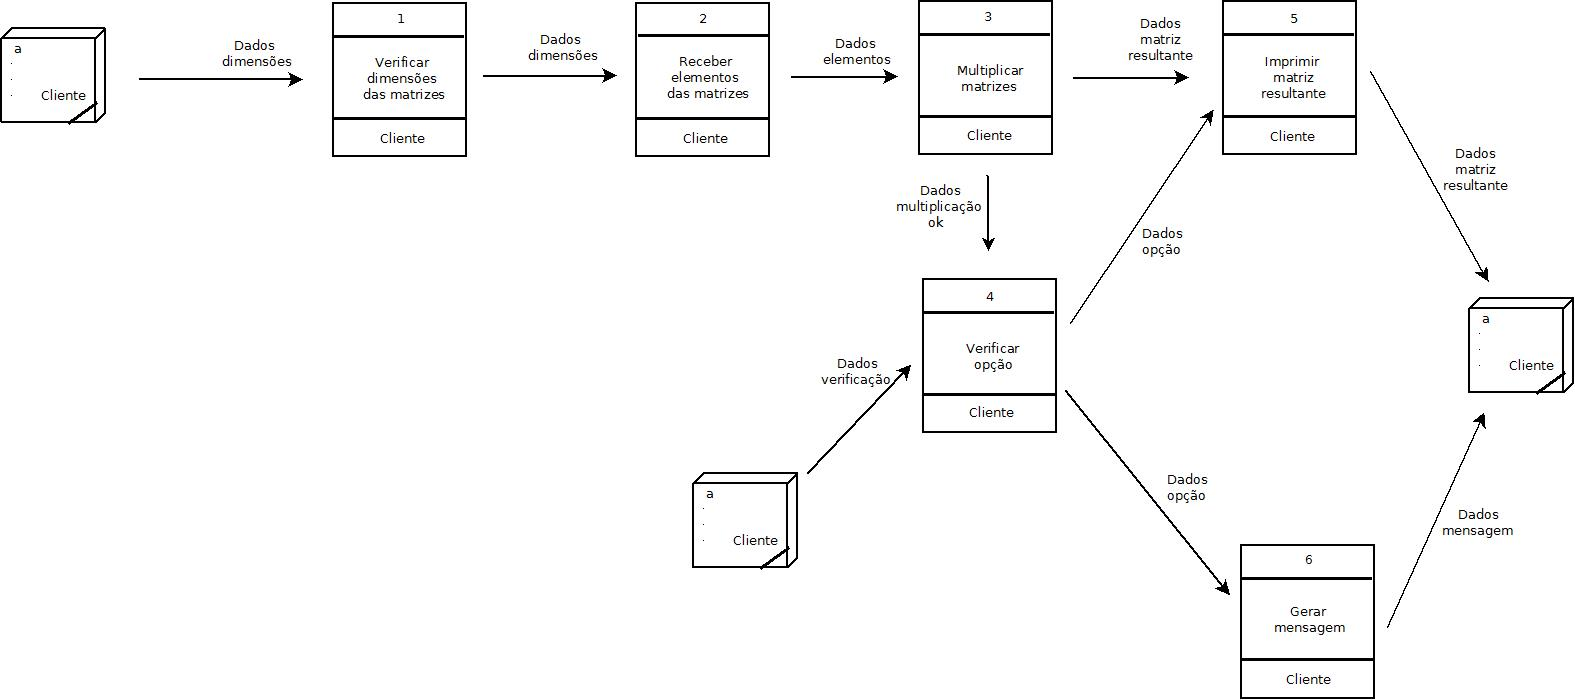 a
Cliente
Dados
dimensões
1
Verificar
dimensões
das matrizes
Cliente
Dados
dimensões
2
Receber
elementos
das matrizes
Cliente
Dados
elementos
3
Multiplicar
matrizes
Cliente
Dados
matriz
resultante
5
Imprimir
matriz
resultante
Cliente
Dados
matriz
resultante
Dados
multiplicação
ok
Dados
opção
4
Verificar
opção
Cliente
Dados
verificação
a
Cliente
a
Cliente
Dados
opção
Dados
mensagem
6
Gerar
mensagem
Cliente